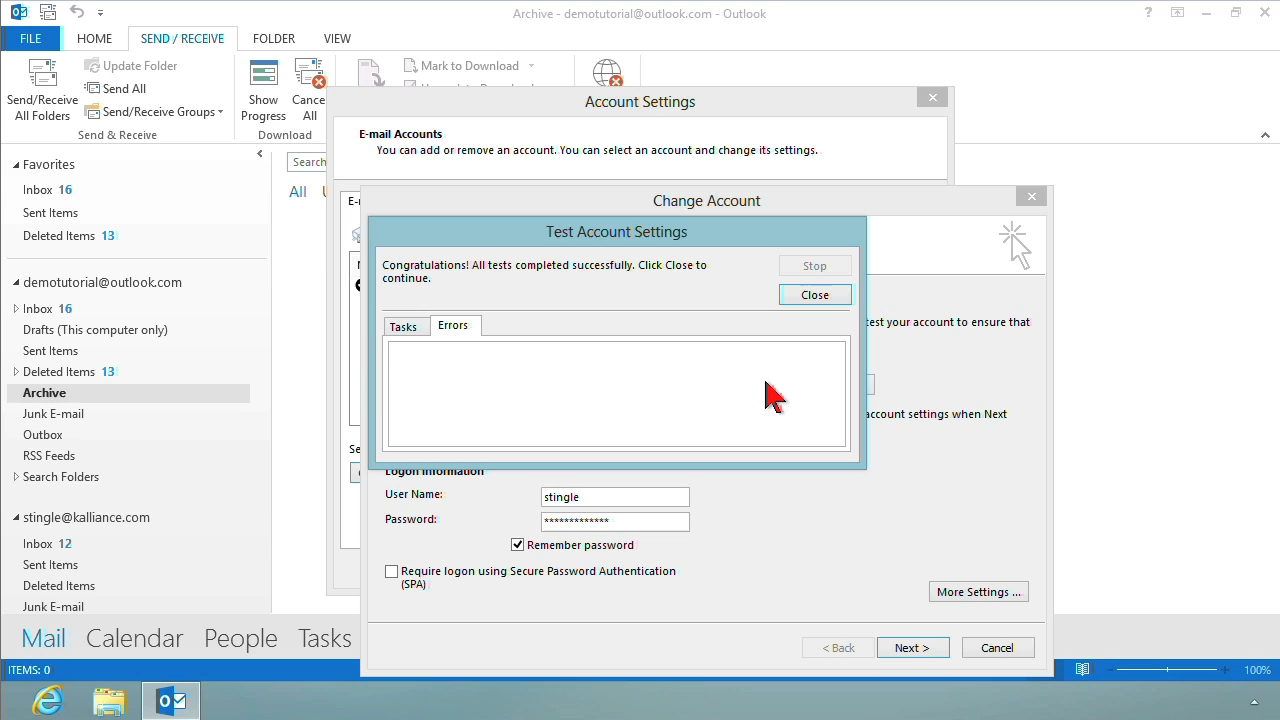 Archive - demotutorial@outlook.com - Outlook
FILE
HOME
SEND / RECEIVE
FOLDER
VIEW
Send/Receive All Folders
Update Folder
Send All
Send/Receive Groups
Send & Receive
Show Progress
Cancel All
Download
Mark to Download
Account Settings
E-mail Accounts
You can add or remove an account. You can select an account and change its settings.
Favorites
Inbox 16
Sent Items
Deleted Items 13
demotutorial@outlook.com
Inbox 16
Drafts (This computer only)
Sent Items
Deleted Items 13
Archive
Junk E-mail
Outbox
RSS Feeds
Search Folders
stingle@kalliance.com
Inbox 12
Sent Items
Deleted Items
Junk E-mail
Search
All
Change Account
Test Account Settings
Congratulations! All tests completed successfully. Click Close to
continue.
Stop
Close
Tasks
Errors
test your account to ensure that
account settings when Next
Logon Information
User Name:
stingle
Password:
*************
Remember password
Require logon using Secure Password Authentication
(SPA)
More Settings ...
< Back
Next >
Cancel
Mail
Calendar
People
Tasks
ITEMS: 0
100%